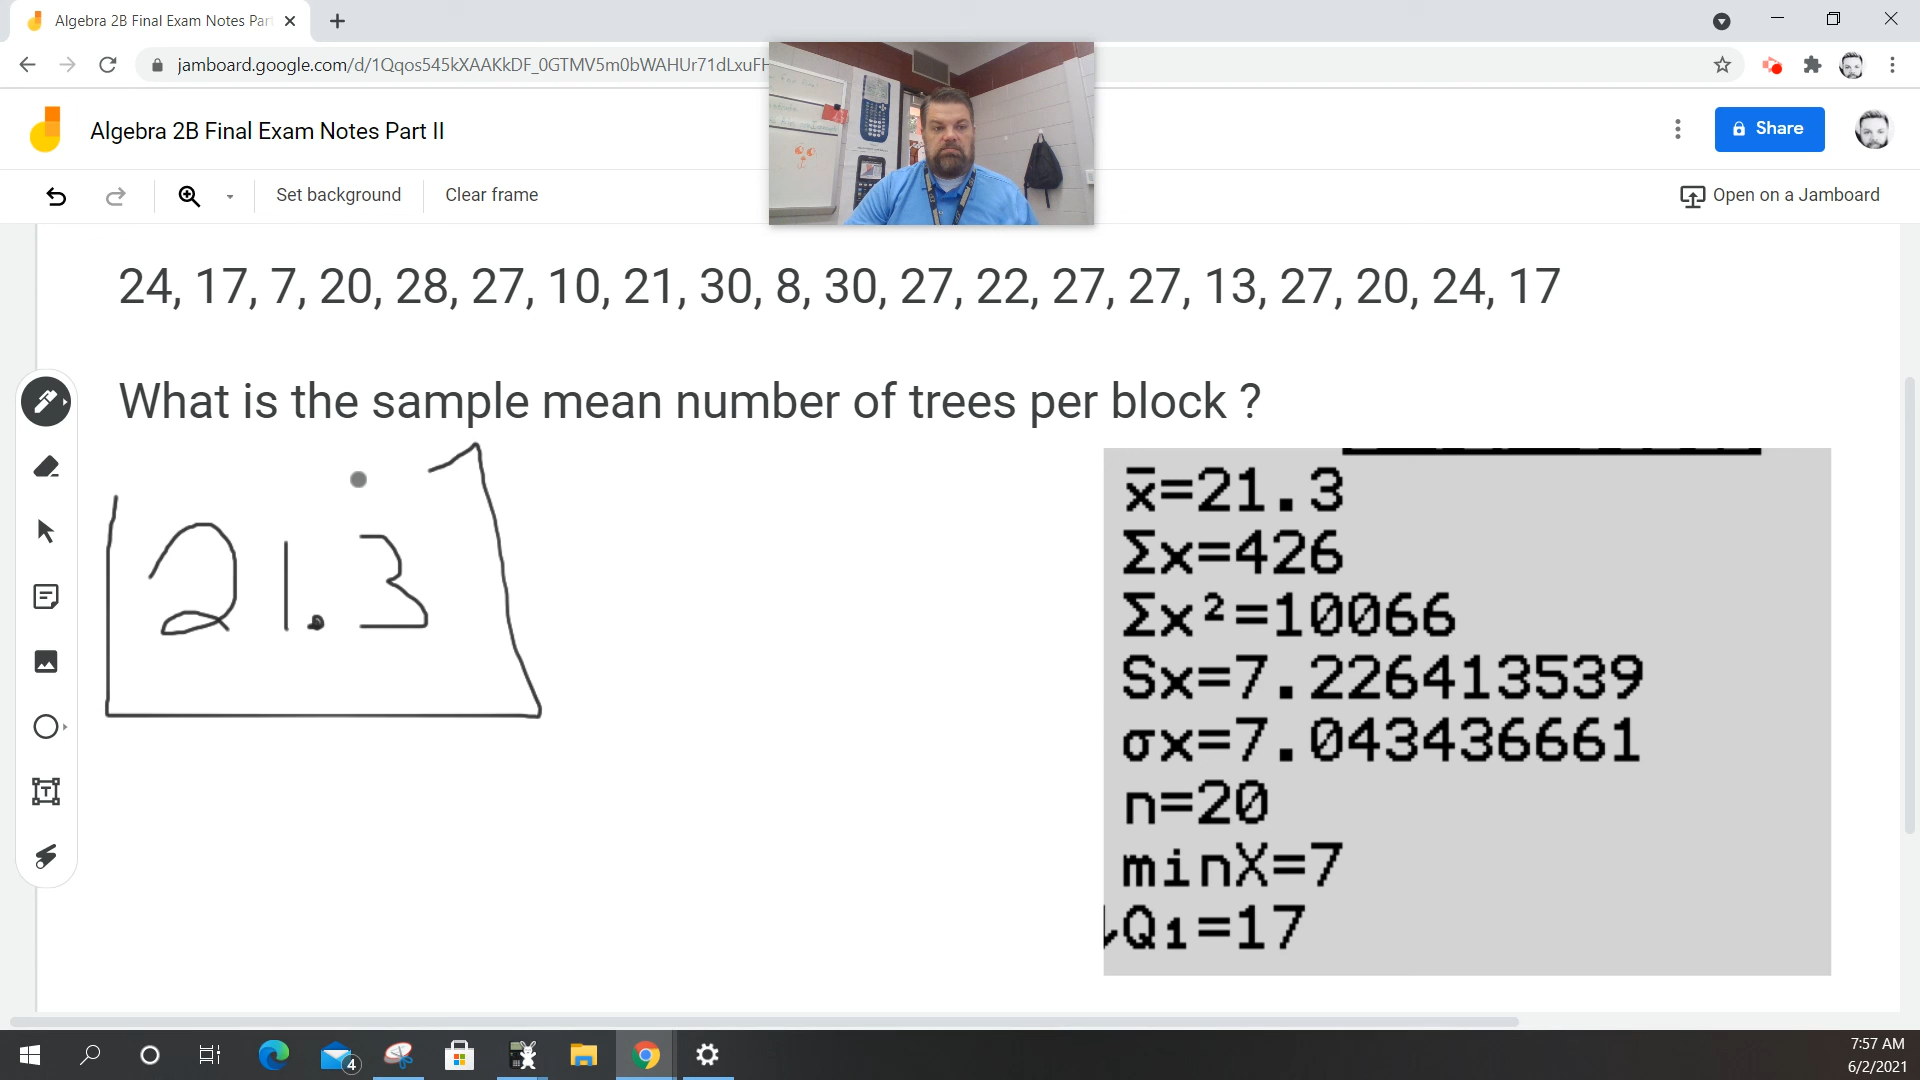 Algebra 2B Final Exam Notes Part
jamboard.google.com/d/1Qqos545kXAAKkDF_0GTMV5m0bWAHUr71dLxuFH
Algebra 2B Final Exam Notes Part II
Share
Set background
Clear frame
Open on a Jamboard
24, 17, 7, 20, 28, 27, 10, 21, 30, 8, 30, 27, 22, 27, 27, 13, 27, 20, 24, 17
What is the sample mean number of trees per block ?
21.3
x̄=21.3
Σx=426
Σx²=10066
Sx=7.226413539
σx=7.043436661
n=20
minX=7
↓Q₁=17
4
7:57 AM
6/2/2021